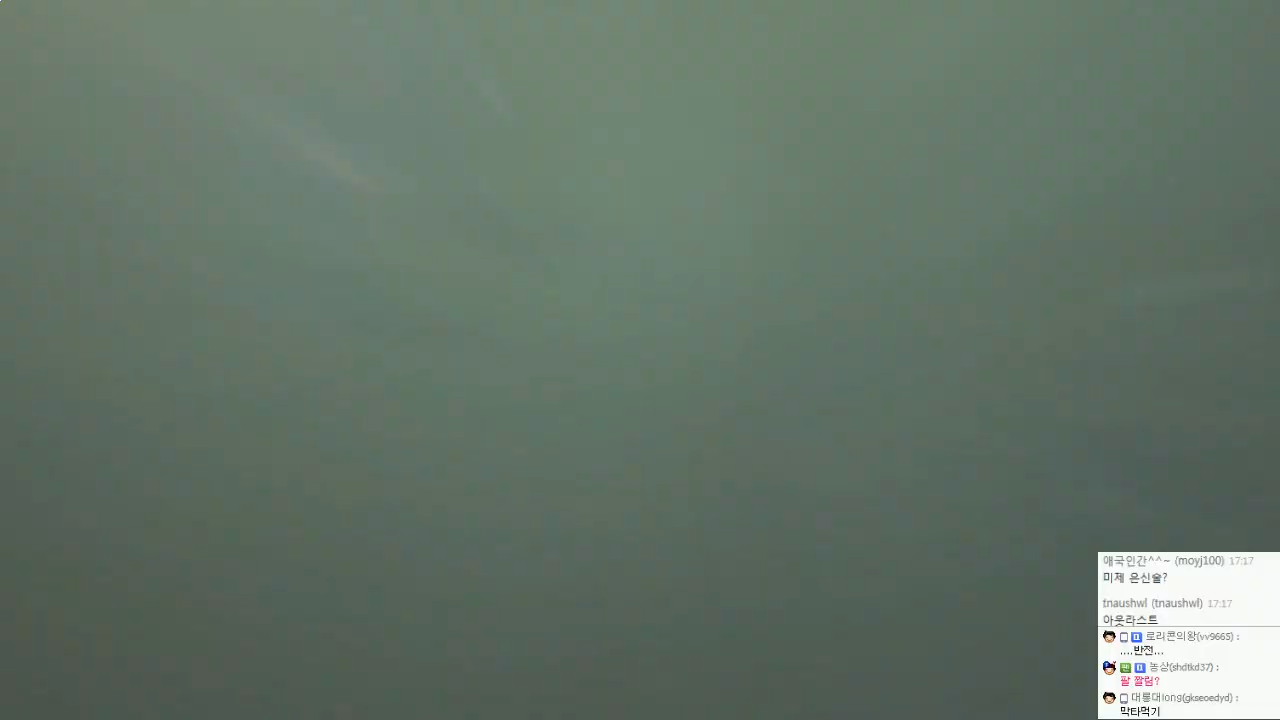 애국인간^^~ (moyj100) 17:17
미제 은신술?
tnaushwl (tnaushwl) 17:17
아웃라스트
로리콘의왕(vv9665) :
....반전...
팬 농상(shdtkd37) :
팔 짤림?
대롱대long(gkseoedyd) :
막타먹기